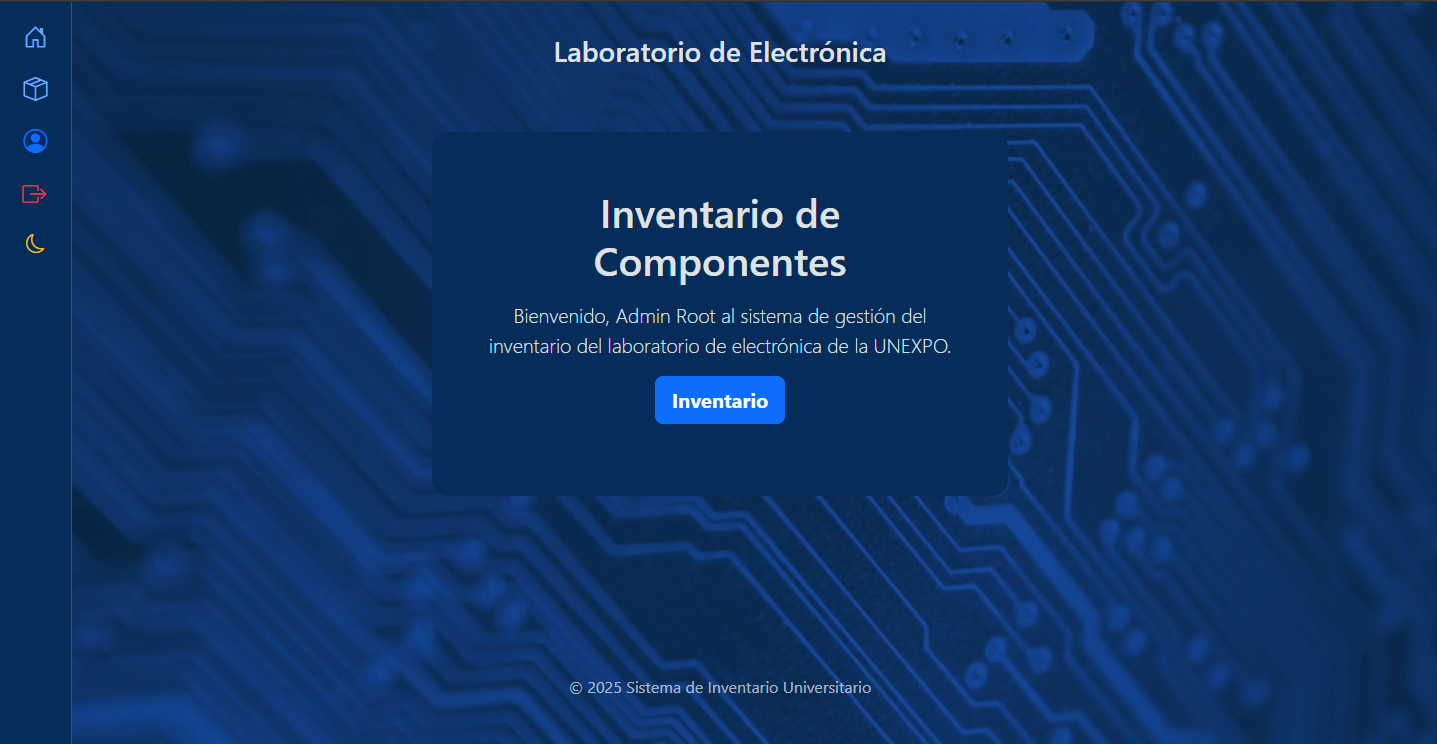 Laboratorio de Electrónica
Inventario de
Componentes
Bienvenido, Admin Root al sistema de gestión del
inventario del laboratorio de electrónica de la UNEXPO.
Inventario
© 2025 Sistema de Inventario Universitario